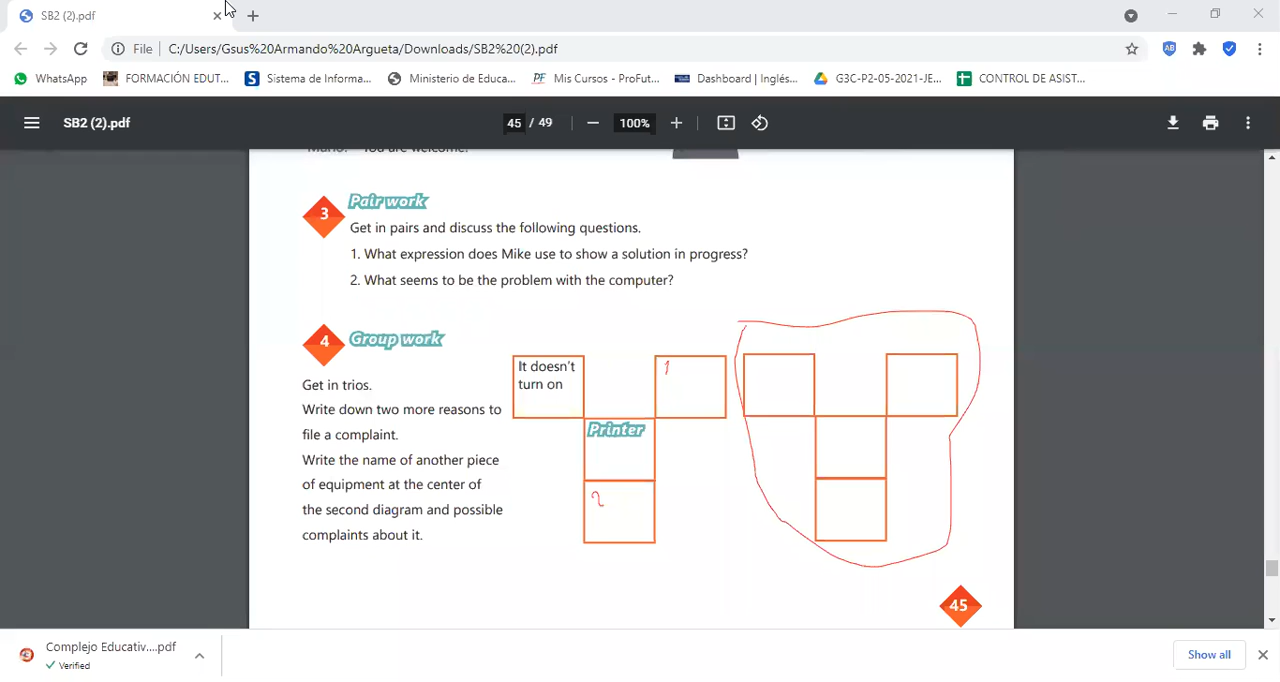 SB2 (2).pdf
File
C:/Users/Gsus%20Armando%20Argueta/Downloads/SB2%20(2).pdf
AB
WhatsApp
FORMACIÓN EDUT...
S
Sistema de Informa...
Ministerio de Educa...
PF
Mis Cursos - ProFut...
Dashboard | Inglés...
G3C-P2-05-2021-JE...
CONTROL DE ASIST...
SB2 (2).pdf
45 / 49
100%
Mario: You are welcome.
3
Pair work
Get in pairs and discuss the following questions.
1. What expression does Mike use to show a solution in progress?
2. What seems to be the problem with the computer?
4
Group work
Get in trios.
Write down two more reasons to
file a complaint.
Write the name of another piece
of equipment at the center of
the second diagram and possible
complaints about it.
It doesn't
turn on
1
Printer
2
45
Complejo Educativ....pdf
Verified
Show all